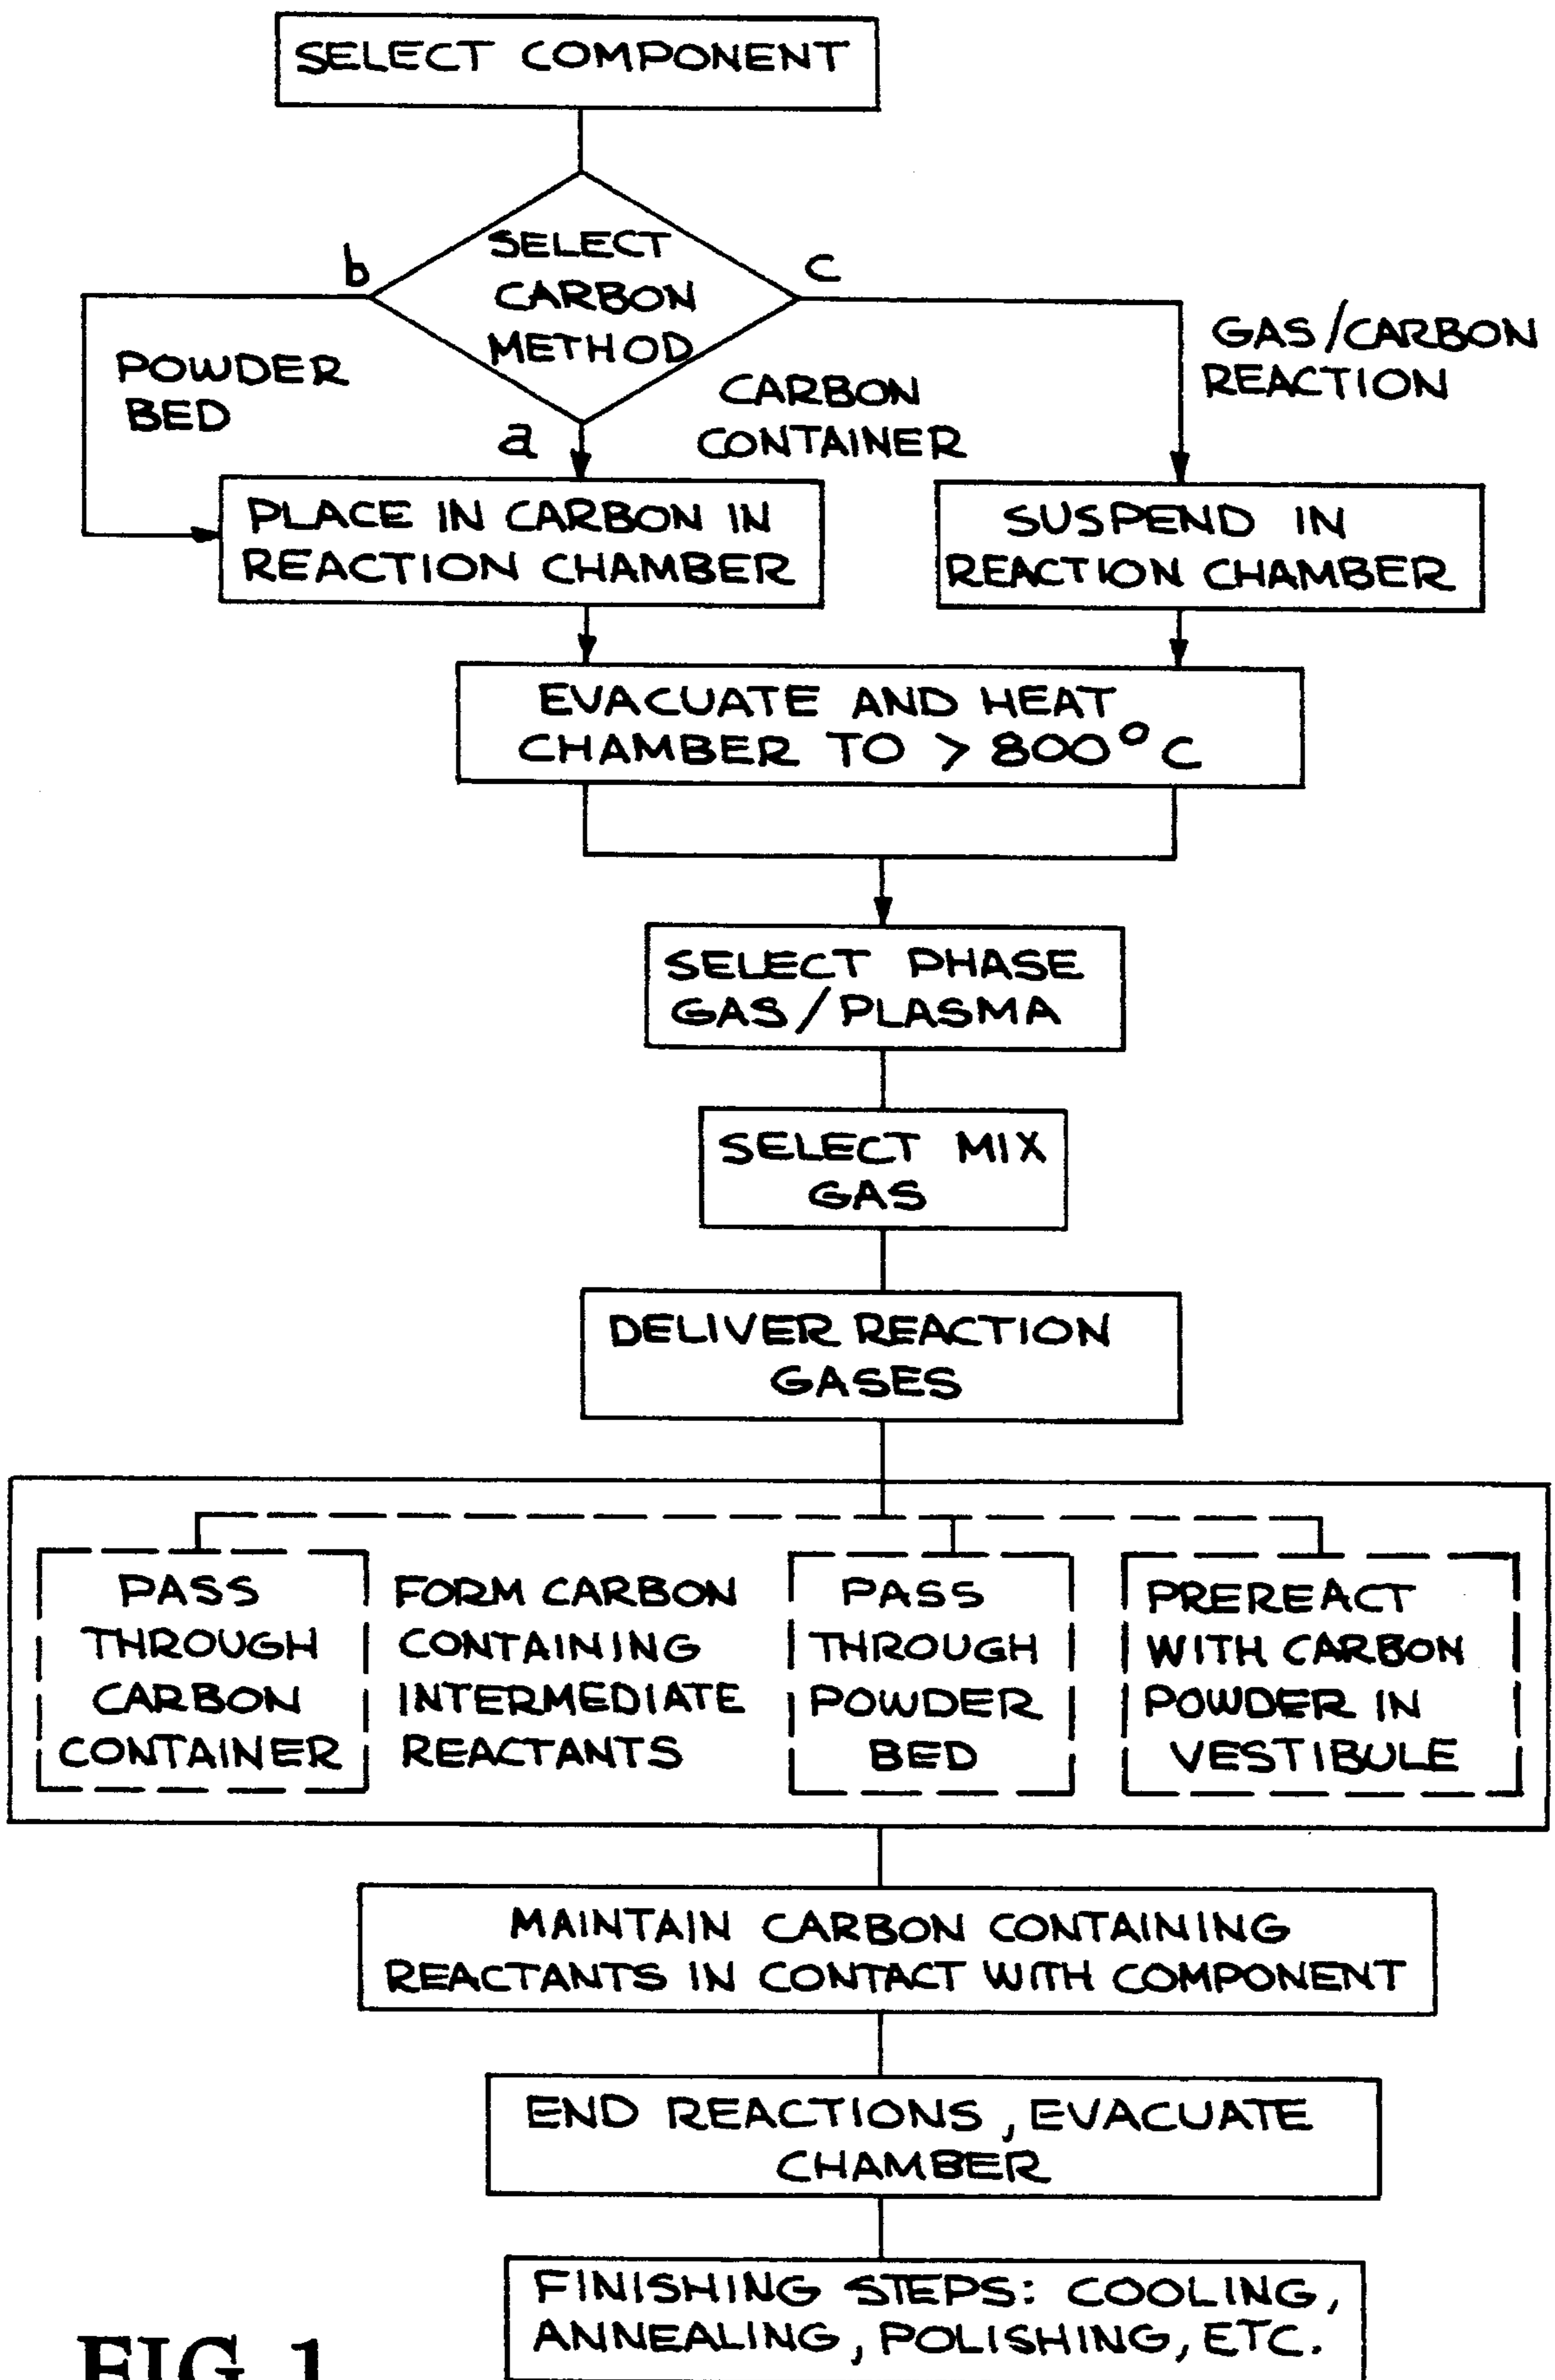 SELECT COMPONENT
b
SELECT
CARBON
METHOD
c
POWDER
BED
a
CARBON
CONTAINER
GAS/CARBON
REACTION
PLACE IN CARBON IN
REACTION CHAMBER
SUSPEND IN
REACTION CHAMBER
EVACUATE AND HEAT
CHAMBER TO > 800°C
SELECT PHASE
GAS/PLASMA
SELECT MIX
GAS
DELIVER REACTION
GASES
PASS
THROUGH
CARBON
CONTAINER
FORM CARBON
CONTAINING
INTERMEDIATE
REACTANTS
PASS
THROUGH
POWDER
BED
PREREACT
WITH CARBON
POWDER IN
VESTIBULE
MAINTAIN CARBON CONTAINING
REACTANTS IN CONTACT WITH COMPONENT
END REACTIONS, EVACUATE
CHAMBER
FINISHING STEPS: COOLING,
ANNEALING, POLISHING, ETC.
FIG. 1